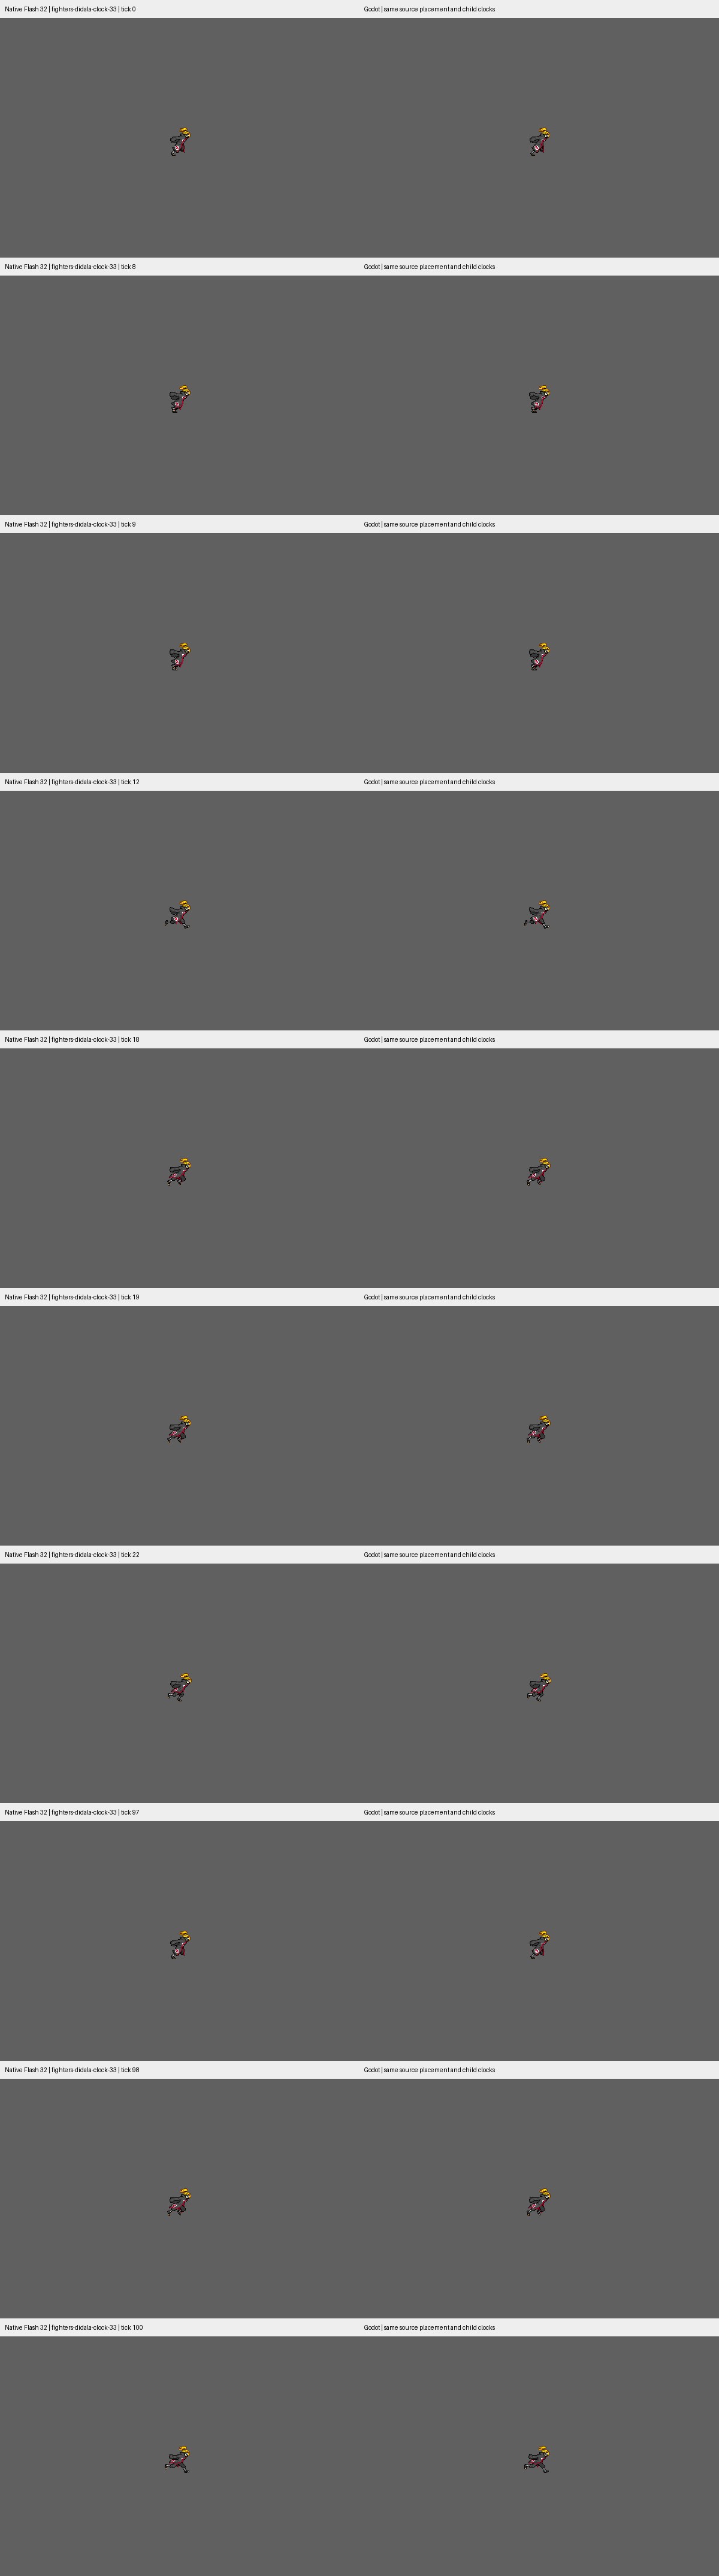 Native Flash 32 | fighters-didala-clock-33 | tick 0
Godot | same source placement and child clocks
Native Flash 32 | fighters-didala-clock-33 | tick 8
Godot | same source placement and child clocks
Native Flash 32 | fighters-didala-clock-33 | tick 9
Godot | same source placement and child clocks
Native Flash 32 | fighters-didala-clock-33 | tick 12
Godot | same source placement and child clocks
Native Flash 32 | fighters-didala-clock-33 | tick 18
Godot | same source placement and child clocks
Native Flash 32 | fighters-didala-clock-33 | tick 19
Godot | same source placement and child clocks
Native Flash 32 | fighters-didala-clock-33 | tick 22
Godot | same source placement and child clocks
Native Flash 32 | fighters-didala-clock-33 | tick 97
Godot | same source placement and child clocks
Native Flash 32 | fighters-didala-clock-33 | tick 98
Godot | same source placement and child clocks
Native Flash 32 | fighters-didala-clock-33 | tick 100
Godot | same source placement and child clocks